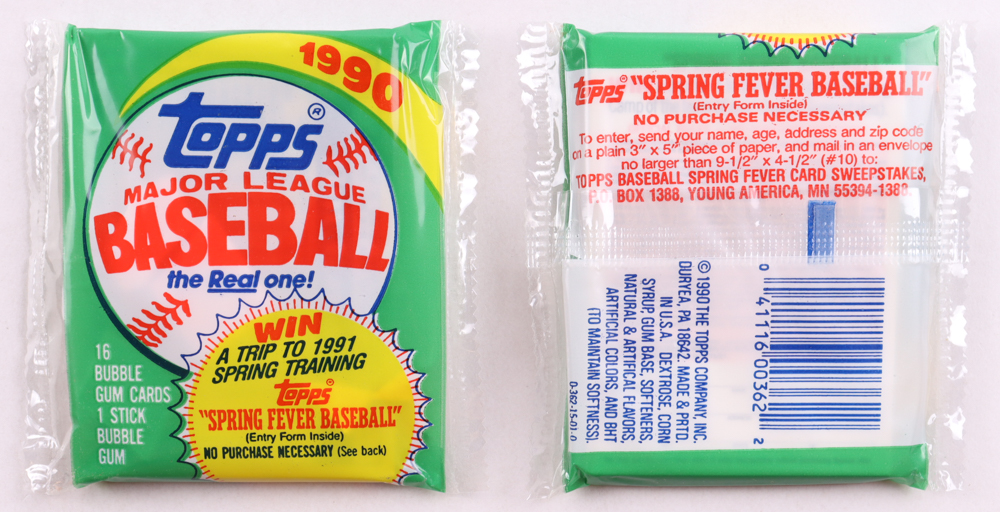 1990
TOPPS®
MAJOR LEAGUE
BASEBALL
the Real one!
WIN
A TRIP TO 1991
SPRING TRAINING
TOPPS®
"SPRING FEVER BASEBALL"
(Entry Form Inside)
NO PURCHASE NECESSARY (See back)
16
BUBBLE
GUM CARDS
1 STICK
BUBBLE
GUM
TOPPS® "SPRING FEVER BASEBALL"
(Entry Form Inside)
NO PURCHASE NECESSARY
To enter, send your name, age, address and zip code
on a plain 3" x 5" piece of paper, and mail in an envelope
no larger than 9-1/2" x 4-1/2" (#10) to:
TOPPS BASEBALL SPRING FEVER CARD SWEEPSTAKES,
P.O. BOX 1388, YOUNG AMERICA, MN 55394-1388
© 1990 THE TOPPS COMPANY, INC.
DURYEA, PA 18642. MADE & PRTD.
IN U.S.A. DEXTROSE, CORN
SYRUP, GUM BASE, SOFTENERS,
NATURAL & ARTIFICAL FLAVORS,
ARTIFICIAL COLORS, AND BHT
(TO MAINTAIN SOFTNESS).
0-362-15-01-0
0 41116 00362 2